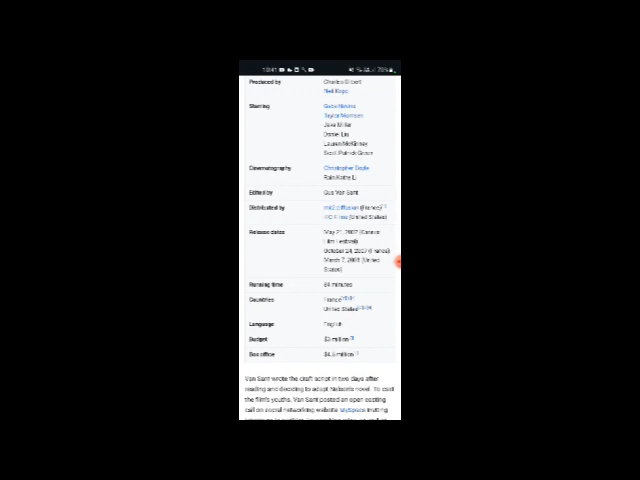 Produced by
Neil Kopp
Starring
Gabe Nevins
Taylor Momsen
Jake Miller
Daniel Liu
Lauren McKinney
Scott Patrick Green
Cinematography
Christopher Doyle
Rain Kathy Li
Edited by
Gus Van Sant
Distributed by
(France)
IFC Films (United States)
Release dates
May 21, 2007 (Cannes
Film Festival)
October 24, 2007 (France)
March 7, 2008 (United
States)
Running time
84 minutes
Countries
France
United States
Language
English
Budget
$3 million
Box office
million
Van Sant wrote the draft script in two days after
reading and deciding to adapt Nelson's novel. To cast
the film's youths, Van Sant posted an open casting
call on social networking website MySpace inviting